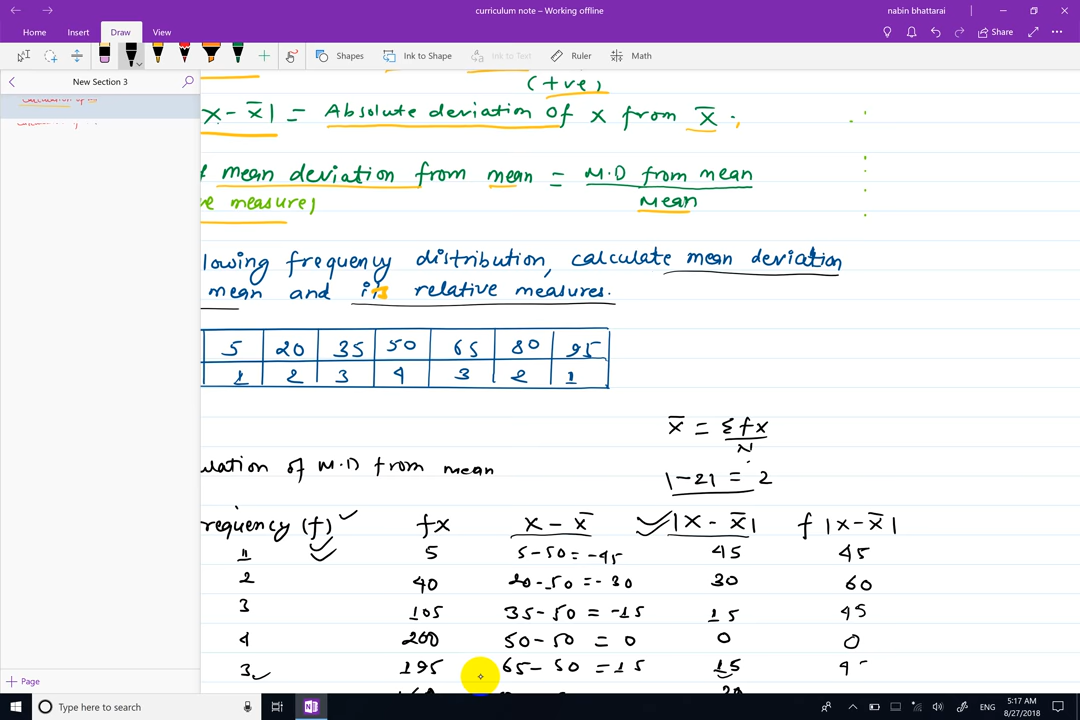 curriculum note – Working offline
nabin bhattarai
Home Insert Draw View
Share
Shapes Ink to Shape Ink to Text Ruler Math
New Section 3
(+ve)
x - x̅| = Absolute deviation of x from x̅.
mean deviation from mean = M.D from mean
ve measure) Mean
lowing frequency distribution, calculate mean deviation
mean and its relative measures.
5 20 35 50 65 80 95
1 2 3 4 3 2 1
x̅ = Σfx
N
ulation of M.D from mean
|-2| = 2
requency (f) fx x - x̅ |x - x̅| f |x - x̅|
1 5 5-50 = -45 45 45
2 40 20-50 = -30 30 60
3 105 35-50 = -15 15 45
4 200 50-50 = 0 0 0
3 195 65-50 = 15 15
Page
Type here to search
ENG
5:17 AM
8/27/2018